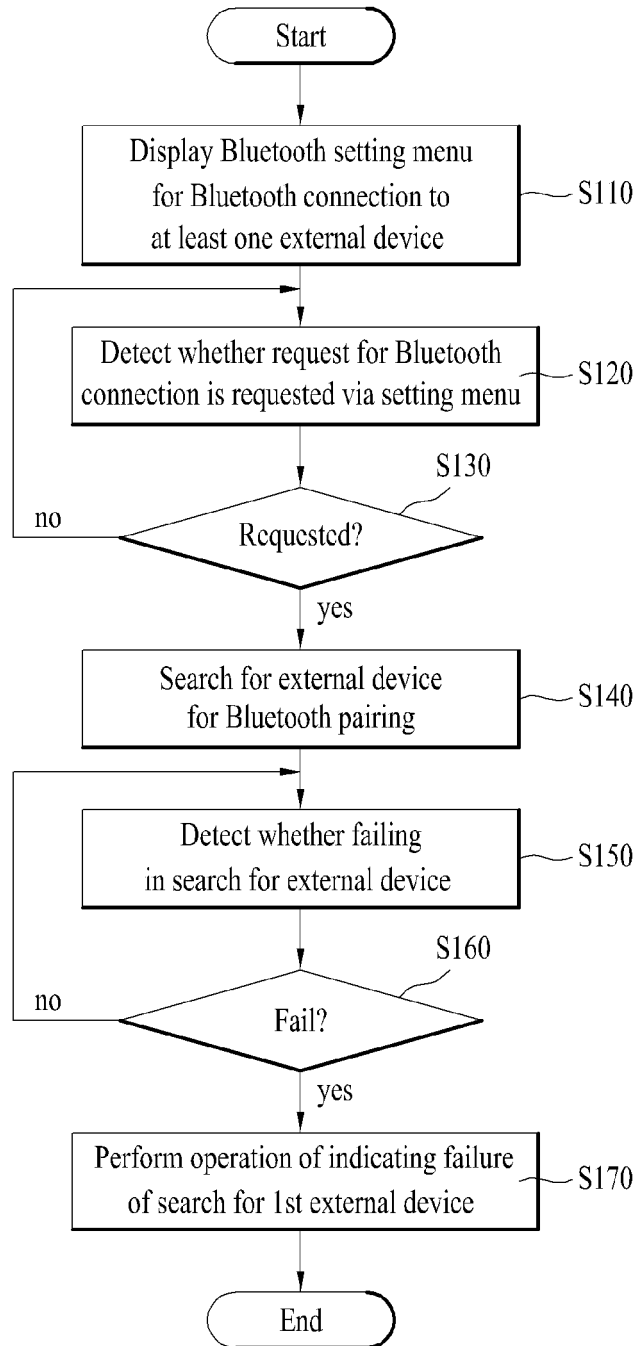 Start
Display Bluetooth setting menu
for Bluetooth connection to
at least one external device
S110
Detect whether request for Bluetooth
connection is requested via setting menu
S120
S130
no
Requested?
yes
Search for external device
for Bluetooth pairing
S140
Detect whether failing
in search for external device
S150
S160
no
Fail?
yes
Perform operation of indicating failure
of search for 1st external device
S170
End